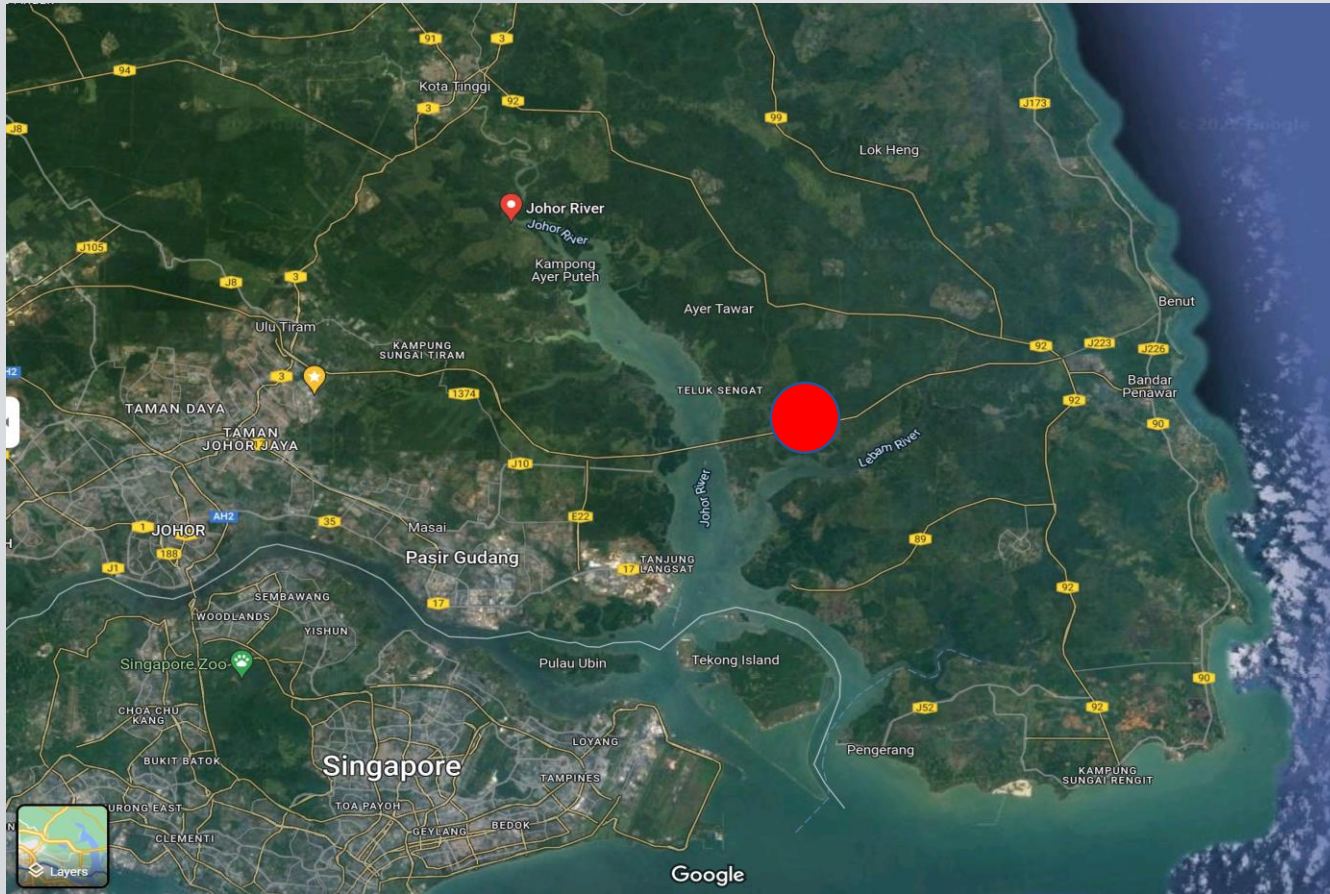 91
3
94
Kota Tinggi
3
92
J173
99
J8
Lok Heng
Johor River
Johor River
J105
Kampong
Ayer Puteh
3
J8
Benut
Ayer Tawar
Ulu Tiram
KAMPUNG
SUNGAI TIRAM
92
J223
J226
H2
3
1374
TELUK SENGAT
Bandar
Penawar
92
TAMAN DAYA
90
TAMAN
JOHOR JAYA
Lebam River
J10
Johor River
AH2
35
E22
1
JOHOR
Masai
188
89
Pasir Gudang
TANJUNG
LANGSAT
17
J1
92
SEMBAWANG
17
WOODLANDS
YISHUN
Singapore Zoo
Pulau Ubin
Tekong Island
90
CHOA CHU
KANG
J52
92
LOYANG
Pengerang
BUKIT BATOK
Singapore
TAMPINES
KAMPUNG
SUNGAI RENGIT
TOA PAYOH
URONG EAST
GEYLANG
BEDOK
CLEMENTI
Layers
Google